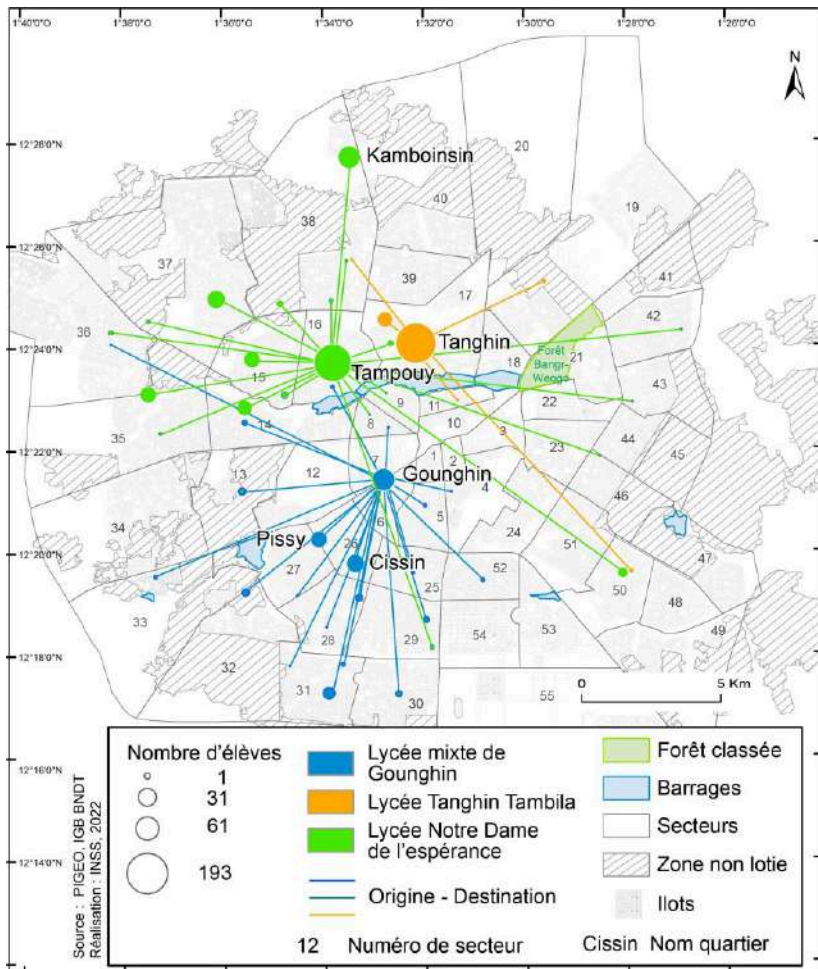 1°40'0"O 1°38'0"O 1°36'0"O 1°34'0"O 1°32'0"O 1°30'0"O 1°28'0"O 1°26'0"O
N
12°28'0"N
12°26'0"N
12°24'0"N
12°22'0"N
12°20'0"N
12°18'0"N
12°16'0"N
12°14'0"N
Kamboinsin
20
40
19
38
37
39
41
17
16
42
36
Tanghin
18
21
Forêt
Bangr-
Weogo
Tampouy
15
43
22
9
11
8
14
10
3
35
44
23
45
7
1
12
2
13
Gounghin
4
46
5
34
6
24
51
Pissy
26
47
Cissin
52
27
25
50
48
33
28
29
54
53
49
32
31
30
55
0 5 Km
Nombre d'élèves
1
31
61
193
Lycée mixte de
Gounghin
Lycée Tanghin Tambila
Lycée Notre Dame
de l'espérance
Origine - Destination
12 Numéro de secteur
Forêt classée
Barrages
Secteurs
Zone non lotie
Ilots
Cissin Nom quartier
Source : PIGEO, IGB BNDT
Réalisation : INSS, 2022